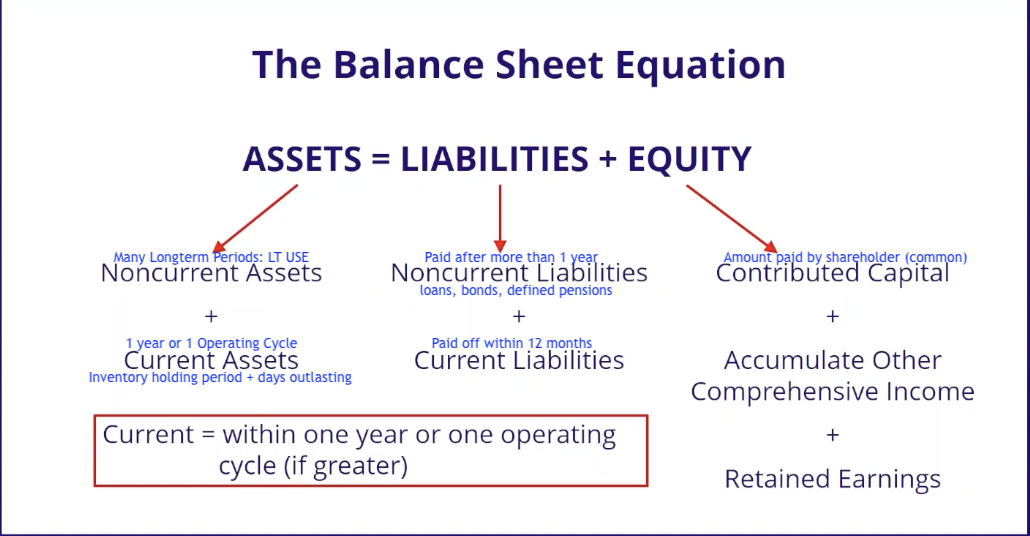 The Balance Sheet Equation
ASSETS = LIABILITIES + EQUITY
Many Longterm Periods: LT USE
Noncurrent Assets
+
1 year or 1 Operating Cycle
Current Assets
Inventory holding period + days outlasting
Paid after more than 1 year
Noncurrent Liabilities
loans, bonds, defined pensions
+
Paid off within 12 months
Current Liabilities
Amount paid by shareholder (common)
Contributed Capital
+
Accumulate Other
Comprehensive Income
+
Retained Earnings
Current = within one year or one operating
cycle (if greater)